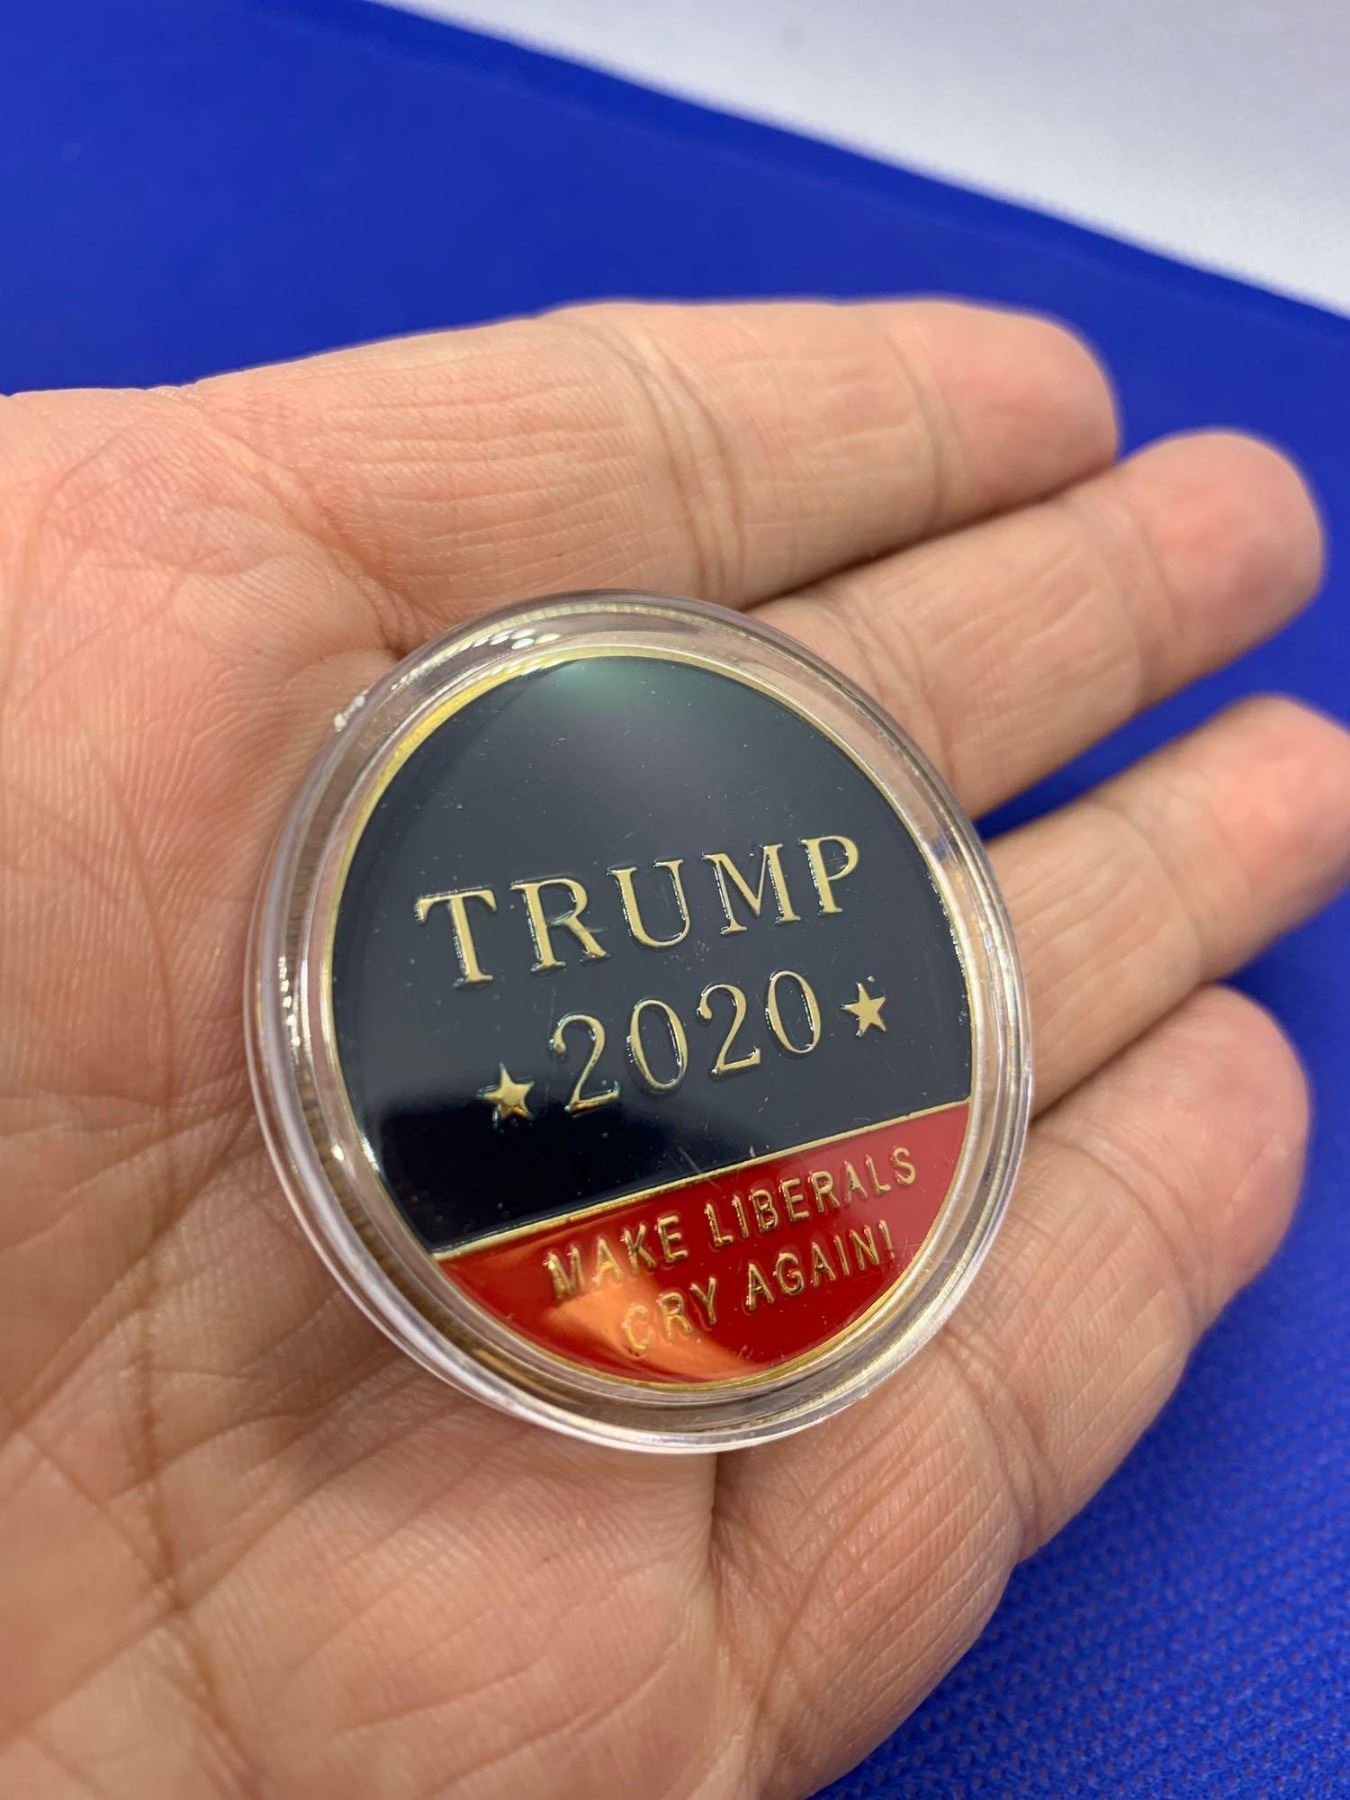 TRUMP
★ 2020 ★
MAKE LIBERALS
CRY AGAIN!